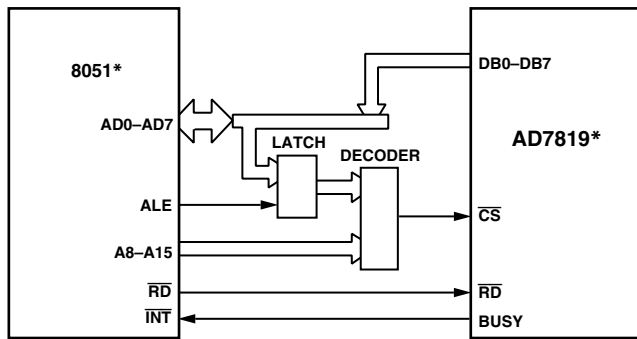 8051*
AD0–AD7
ALE
A8–A15
RD
INT
LATCH
DECODER
DB0–DB7
AD7819*
CS
RD
BUSY